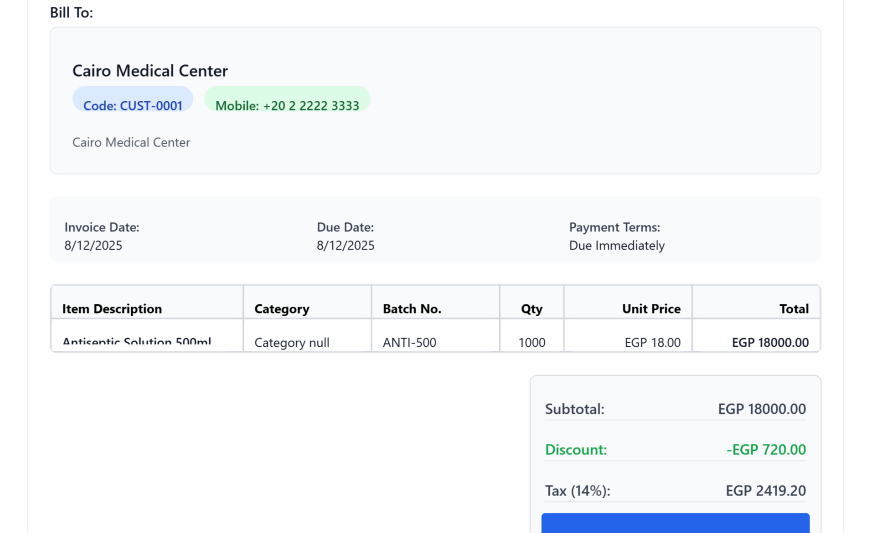 Bill To:
Cairo Medical Center
Code: CUST-0001 Mobile: +20 2 2222 3333
Cairo Medical Center
Invoice Date: Due Date: Payment Terms:
8/12/2025 8/12/2025 Due Immediately
Item Description Category Batch No. Qty Unit Price Total
Antiseptic Solution 500ml Category null ANTI-500 1000 EGP 18.00 EGP 18000.00
Subtotal: EGP 18000.00
Discount: -EGP 720.00
Tax (14%): EGP 2419.20